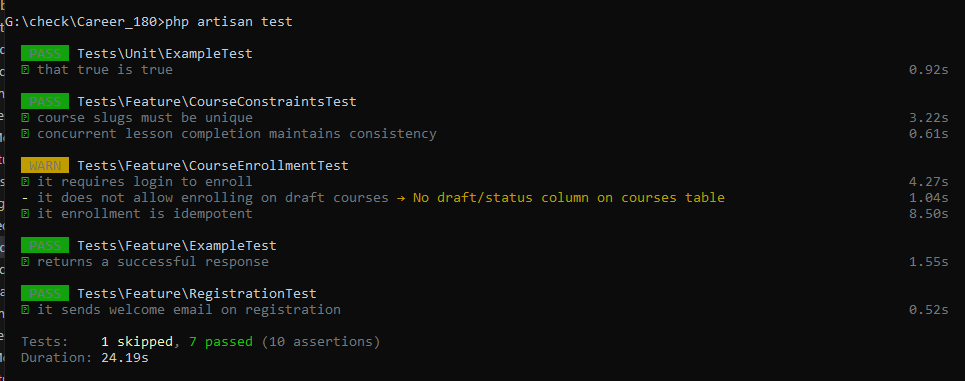 G:\check\Career_180>php artisan test
PASS Tests\Unit\ExampleTest
that true is true 0.92s
PASS Tests\Feature\CourseConstraintsTest
course slugs must be unique 3.22s
concurrent lesson completion maintains consistency 0.61s
WARN Tests\Feature\CourseEnrollmentTest
it requires login to enroll 4.27s
- it does not allow enrolling on draft courses → No draft/status column on courses table 1.04s
it enrollment is idempotent 8.50s
PASS Tests\Feature\ExampleTest
returns a successful response 1.55s
PASS Tests\Feature\RegistrationTest
it sends welcome email on registration 0.52s
Tests: 1 skipped, 7 passed (10 assertions)
Duration: 24.19s